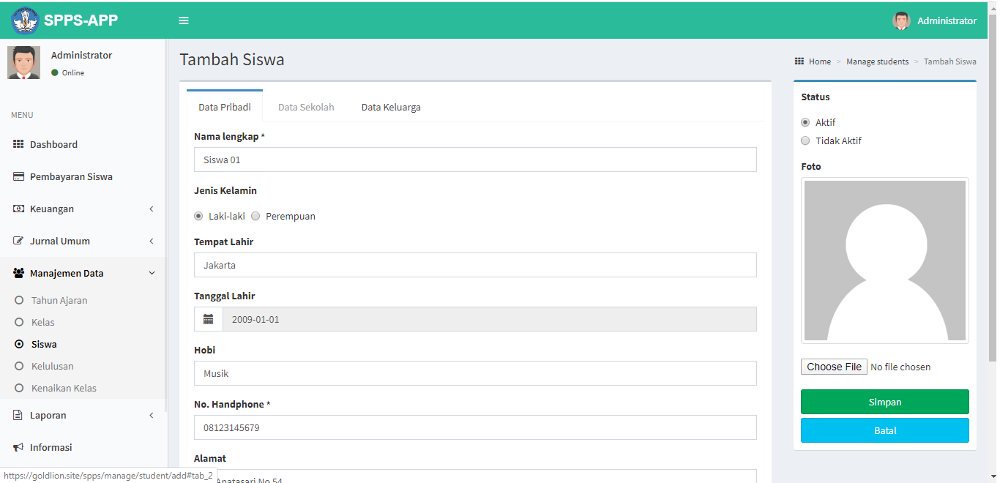 SPPS-APP
Administrator
Administrator
Online
MENU
Dashboard
Pembayaran Siswa
Keuangan
Jurnal Umum
Manajemen Data
Tahun Ajaran
Kelas
Siswa
Kelulusan
Kenaikan Kelas
Laporan
Informasi
https://goldlion.site/spps/manage/student/add#tab_2
Tambah Siswa
Home > Manage students > Tambah Siswa
Data Pribadi Data Sekolah Data Keluarga
Nama lengkap *
Siswa 01
Jenis Kelamin
Laki-laki Perempuan
Tempat Lahir
Jakarta
Tanggal Lahir
2009-01-01
Hobi
Musik
No. Handphone *
08123145679
Alamat
Anatasari No 54
Status
Aktif
Tidak Aktif
Foto
Choose File No file chosen
Simpan
Batal